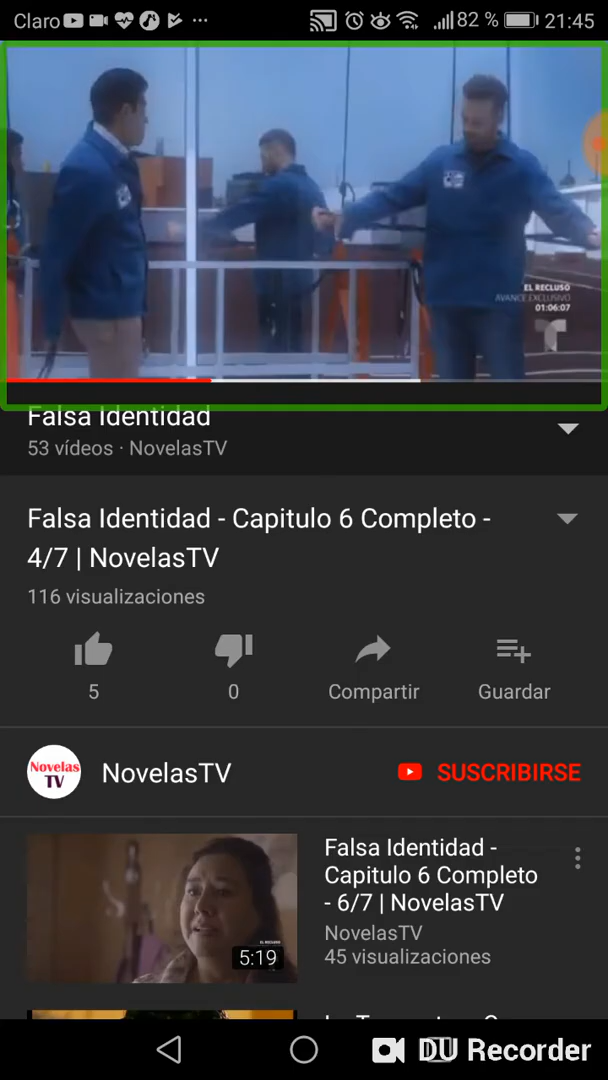 Claro 82 % 21:45
EL RECLUSO
AVANCE EXCLUSIVO
01:06:07
Falsa Identidad
53 vídeos · NovelasTV
Falsa Identidad - Capitulo 6 Completo -
4/7 | NovelasTV
116 visualizaciones
5 0 Compartir Guardar
Novelas
TV
NovelasTV SUSCRIBIRSE
Falsa Identidad -
Capitulo 6 Completo
- 6/7 | NovelasTV
NovelasTV
45 visualizaciones
EL RECLUSO
5:19
DU Recorder